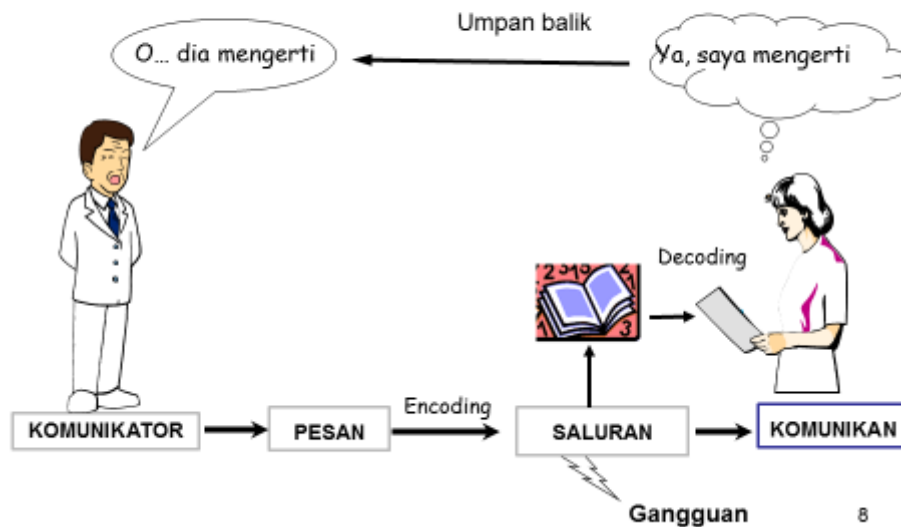 Umpan balik
O... dia mengerti
Ya, saya mengerti
Decoding
Encoding
KOMUNIKATOR
PESAN
SALURAN
KOMUNIKAN
Gangguan
8